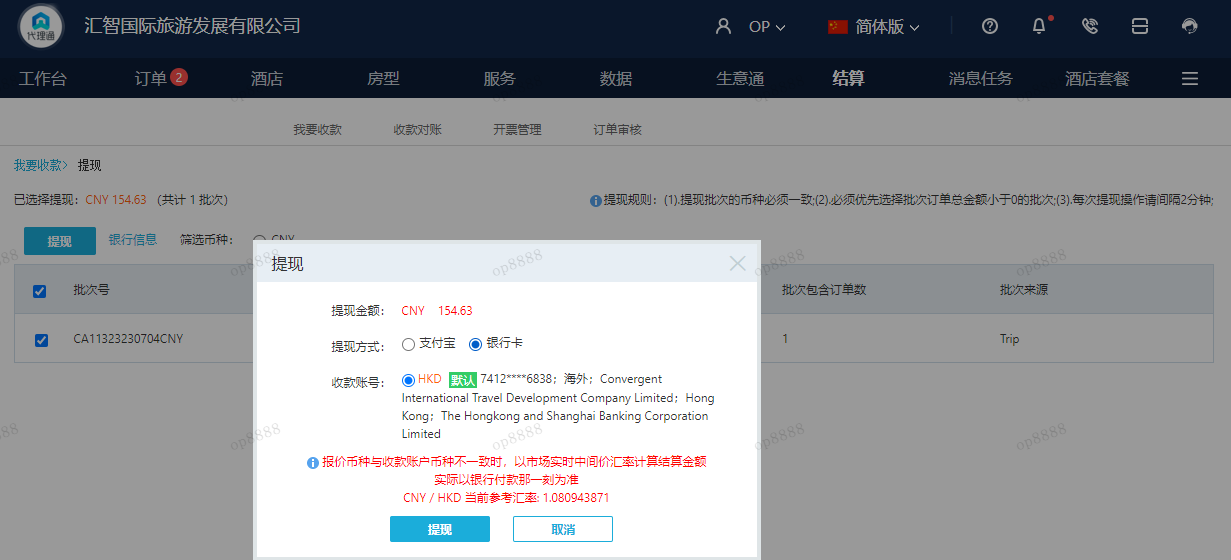 代理通
汇智国际旅游发展有限公司
OP
简体版
工作台 订单 2 酒店 房型 服务 数据 生意通 结算 消息任务 酒店套餐
我要收款 收款对账 开票管理 订单审核
我要收款> 提现
已选择提现: CNY 154.63 (共计 1 批次)
提现规则: (1).提现批次的币种必须一致;(2).必须优先选择批次订单总金额小于0的批次;(3).每次提现操作请间隔2分钟;
提现 银行信息 筛选币种: CNY
批次号 批次包含订单数 批次来源
CA11323230704CNY 1 Trip
提现
提现金额: CNY 154.63
提现方式: 支付宝 银行卡
收款账号: HKD 默认 7412****6838; 海外; Convergent
International Travel Development Company Limited; Hong
Kong; The Hongkong and Shanghai Banking Corporation
Limited
报价币种与收款账户币种不一致时，以市场实时中间价汇率计算结算金额
实际以银行付款那一刻为准
CNY / HKD 当前参考汇率: 1.080943871
提现 取消
op8888
op8888
op8888
op8888
op8888
op8888
op8888
op8888